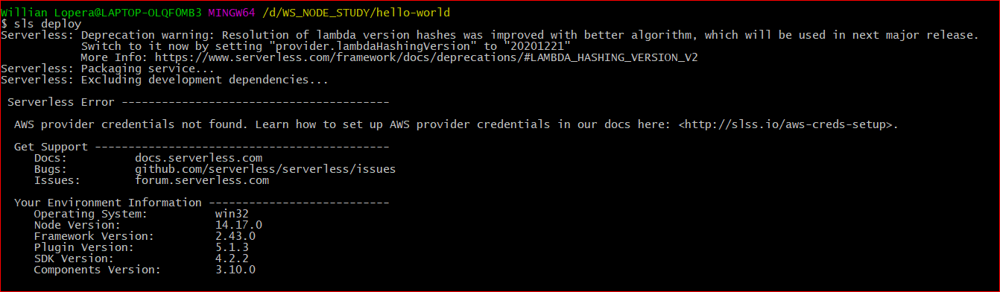 Willian Lopera@LAPTOP-OLQFOMB3 MINGW64 /d/WS_NODE_STUDY/hello-world
$ sls deploy
Serverless: Deprecation warning: Resolution of lambda version hashes was improved with better algorithm, which will be used in next major release.
            Switch to it now by setting "provider.lambdaHashingVersion" to "20201221"
            More Info: https://www.serverless.com/framework/docs/deprecations/#LAMBDA_HASHING_VERSION_V2
Serverless: Packaging service...
Serverless: Excluding development dependencies...
 Serverless Error ----------------------------------------
  AWS provider credentials not found. Learn how to set up AWS provider credentials in our docs here: <http://slss.io/aws-creds-setup>.
  Get Support --------------------------------------------
     Docs:          docs.serverless.com
     Bugs:          github.com/serverless/serverless/issues
     Issues:        forum.serverless.com
  Your Environment Information ---------------------------
     Operating System:          win32
     Node Version:              14.17.0
     Framework Version:         2.43.0
     Plugin Version:            5.1.3
     SDK Version:               4.2.2
     Components Version:        3.10.0